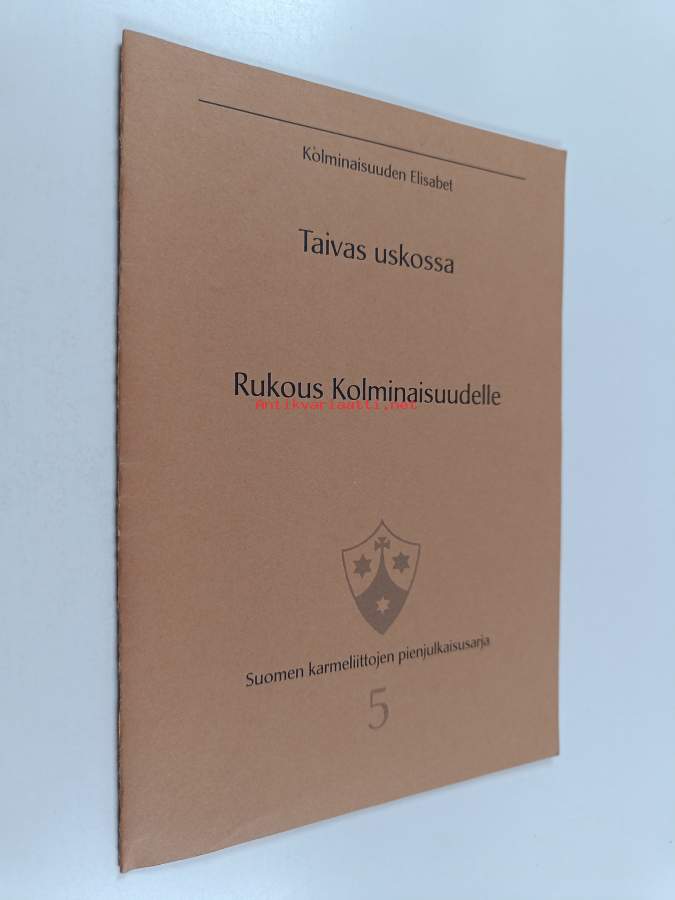 Kolminaisuuden Elisabet
Taivas uskossa
Rukous Kolminaisuudelle
Antikvariaatti.net
Suomen karmeliittojen pienjulkaisusarja
5